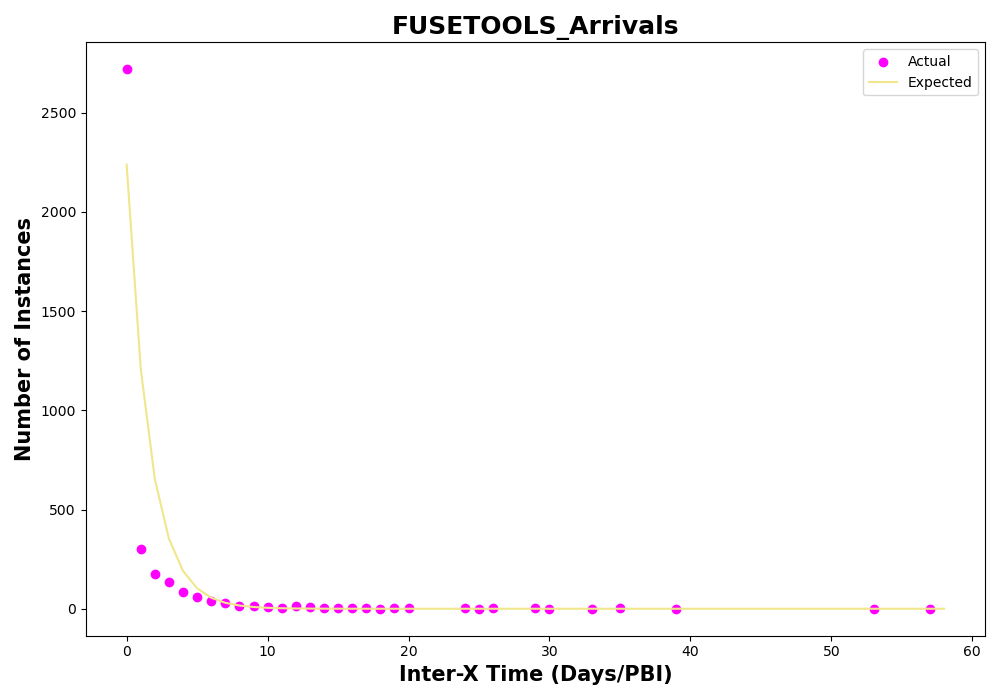 FUSETOOLS_Arrivals
Actual
Expected
Number of Instances
2500
2000
1500
1000
500
0
0 10 20 30 40 50 60
Inter-X Time (Days/PBI)